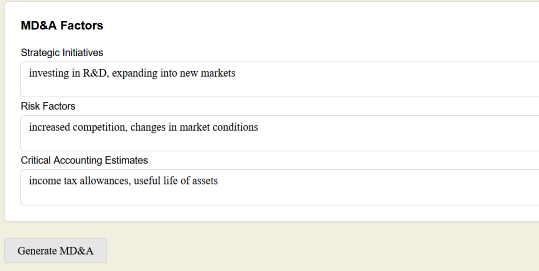 MD&A Factors
Strategic Initiatives
investing in R&D, expanding into new markets
Risk Factors
increased competition, changes in market conditions
Critical Accounting Estimates
income tax allowances, useful life of assets
Generate MD&A